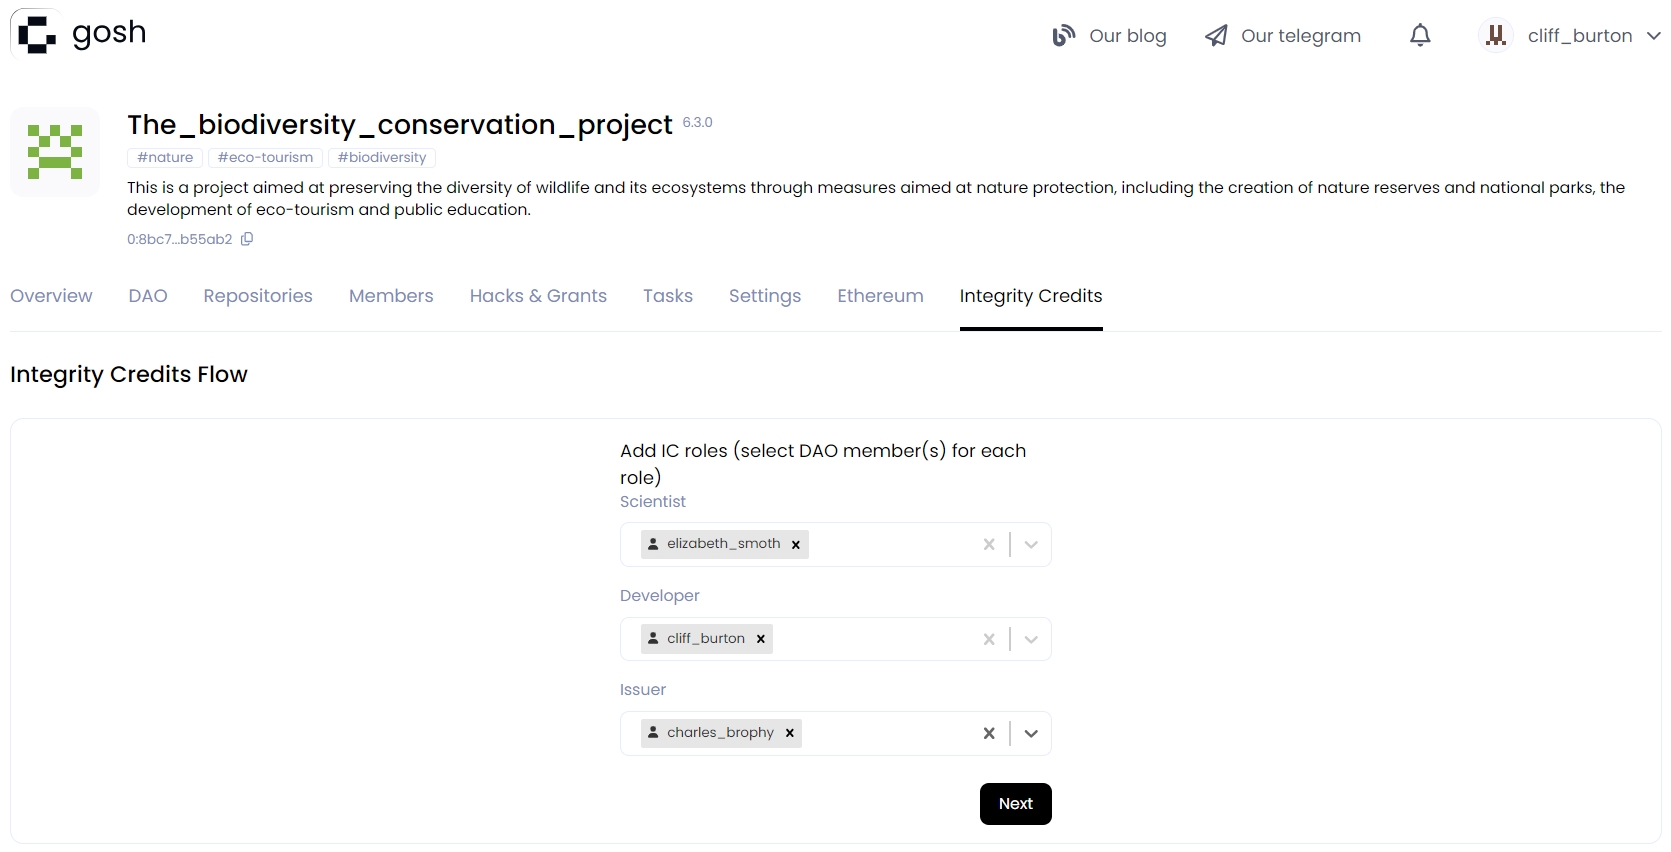 gosh
Our blog
Our telegram
cliff_burton
The_biodiversity_conservation_project 6.3.0
#nature #eco-tourism #biodiversity
This is a project aimed at preserving the diversity of wildlife and its ecosystems through measures aimed at nature protection, including the creation of nature reserves and national parks, the
development of eco-tourism and public education.
0:8bc7...b55ab2
Overview DAO Repositories Members Hacks & Grants Tasks Settings Ethereum Integrity Credits
Integrity Credits Flow
Add IC roles (select DAO member(s) for each
role)
Scientist
elizabeth_smoth
Developer
cliff_burton
Issuer
charles_brophy
Next